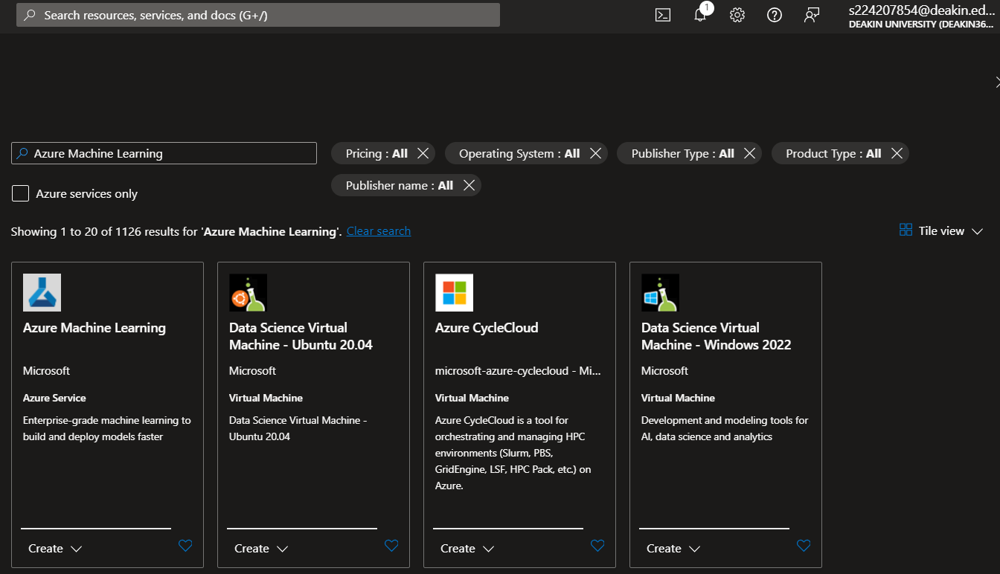 Search resources, services, and docs (G+/)
1
s224207854@deakin.ed...
DEAKIN UNIVERSITY (DEAKIN36...
Azure Machine Learning
Pricing : All
Operating System : All
Publisher Type : All
Product Type : All
Publisher name : All
Azure services only
Showing 1 to 20 of 1126 results for 'Azure Machine Learning'. Clear search
Tile view
Azure Machine Learning
Microsoft
Azure Service
Enterprise-grade machine learning to
build and deploy models faster
Create
Data Science Virtual
Machine - Ubuntu 20.04
Microsoft
Virtual Machine
Data Science Virtual Machine -
Ubuntu 20.04
Create
Azure CycleCloud
microsoft-azure-cyclecloud - Mi...
Virtual Machine
Azure CycleCloud is a tool for
orchestrating and managing HPC
environments (Slurm, PBS,
GridEngine, LSF, HPC Pack, etc.) on
Azure.
Create
Data Science Virtual
Machine - Windows 2022
Microsoft
Virtual Machine
Development and modeling tools for
AI, data science and analytics
Create